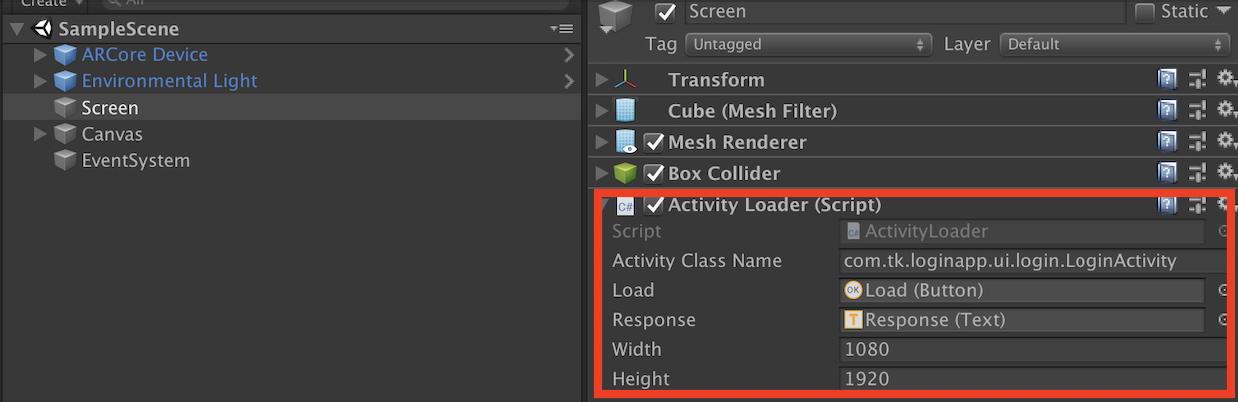 Create
All
SampleScene
ARCore Device
Environmental Light
Screen
Canvas
EventSystem
Screen
Static
Tag Untagged Layer Default
Transform
Cube (Mesh Filter)
Mesh Renderer
Box Collider
C# Activity Loader (Script)
Script ActivityLoader
Activity Class Name com.tk.loginapp.ui.login.LoginActivity
Load OK Load (Button)
Response T Response (Text)
Width 1080
Height 1920